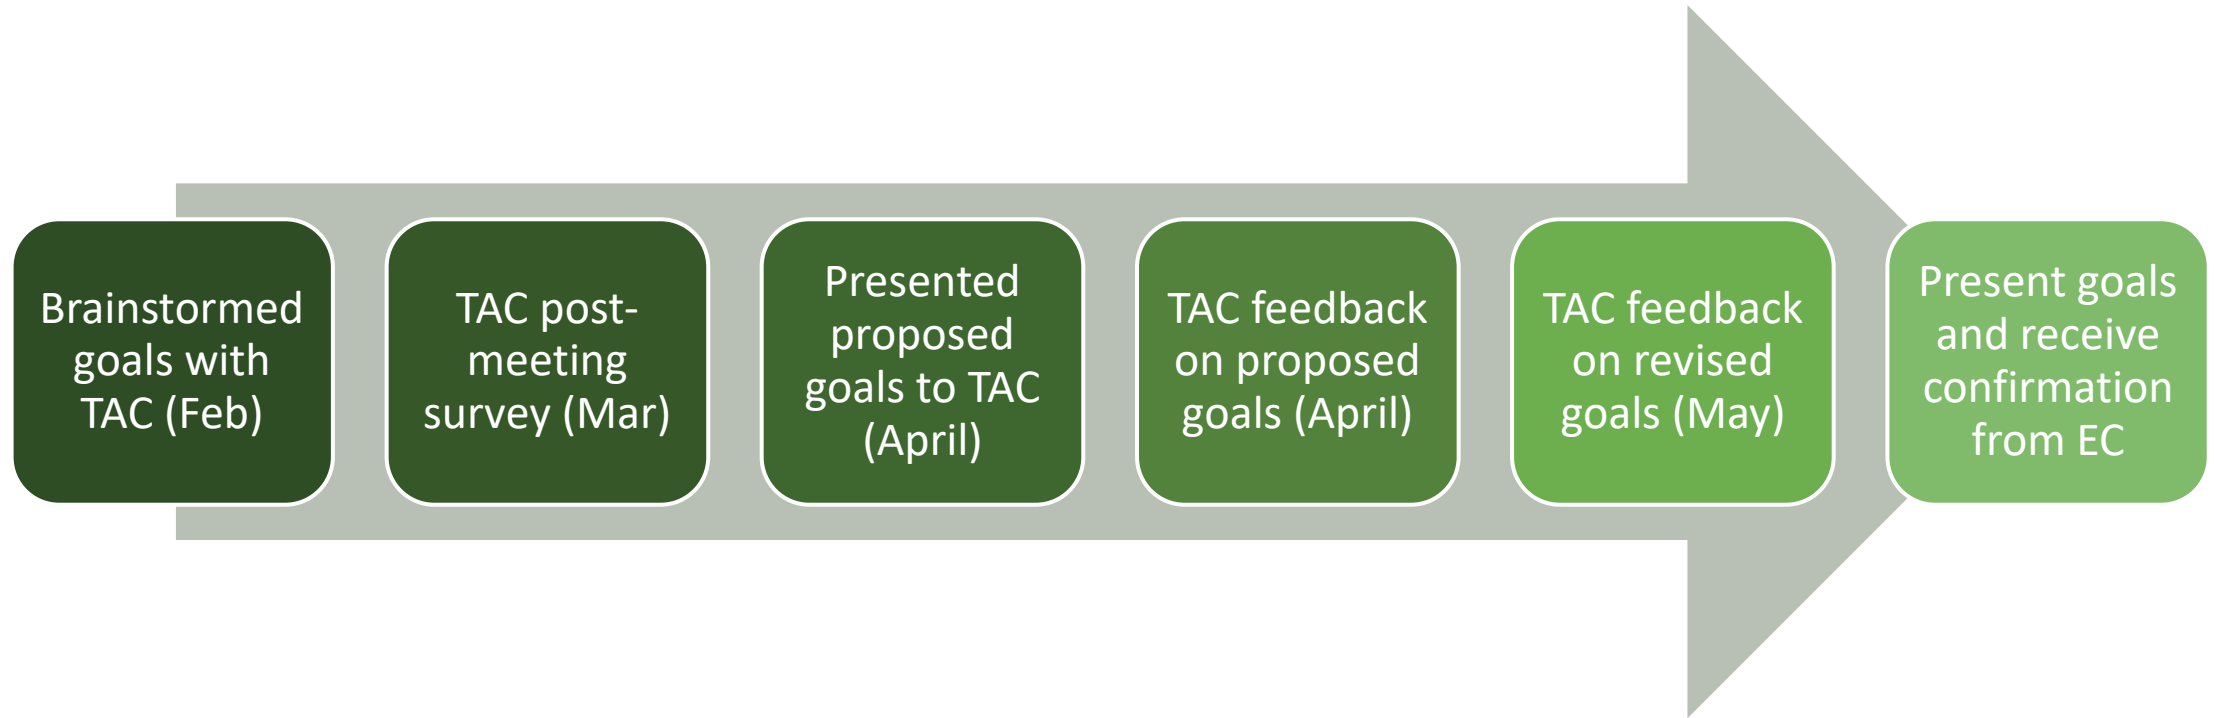 Brainstormed
goals with
TAC (Feb)
TAC post-
meeting
survey (Mar)
Presented
proposed
goals to TAC
(April)
TAC feedback
on proposed
goals (April)
TAC feedback
on revised
goals (May)
Present goals
and receive
confirmation
from EC